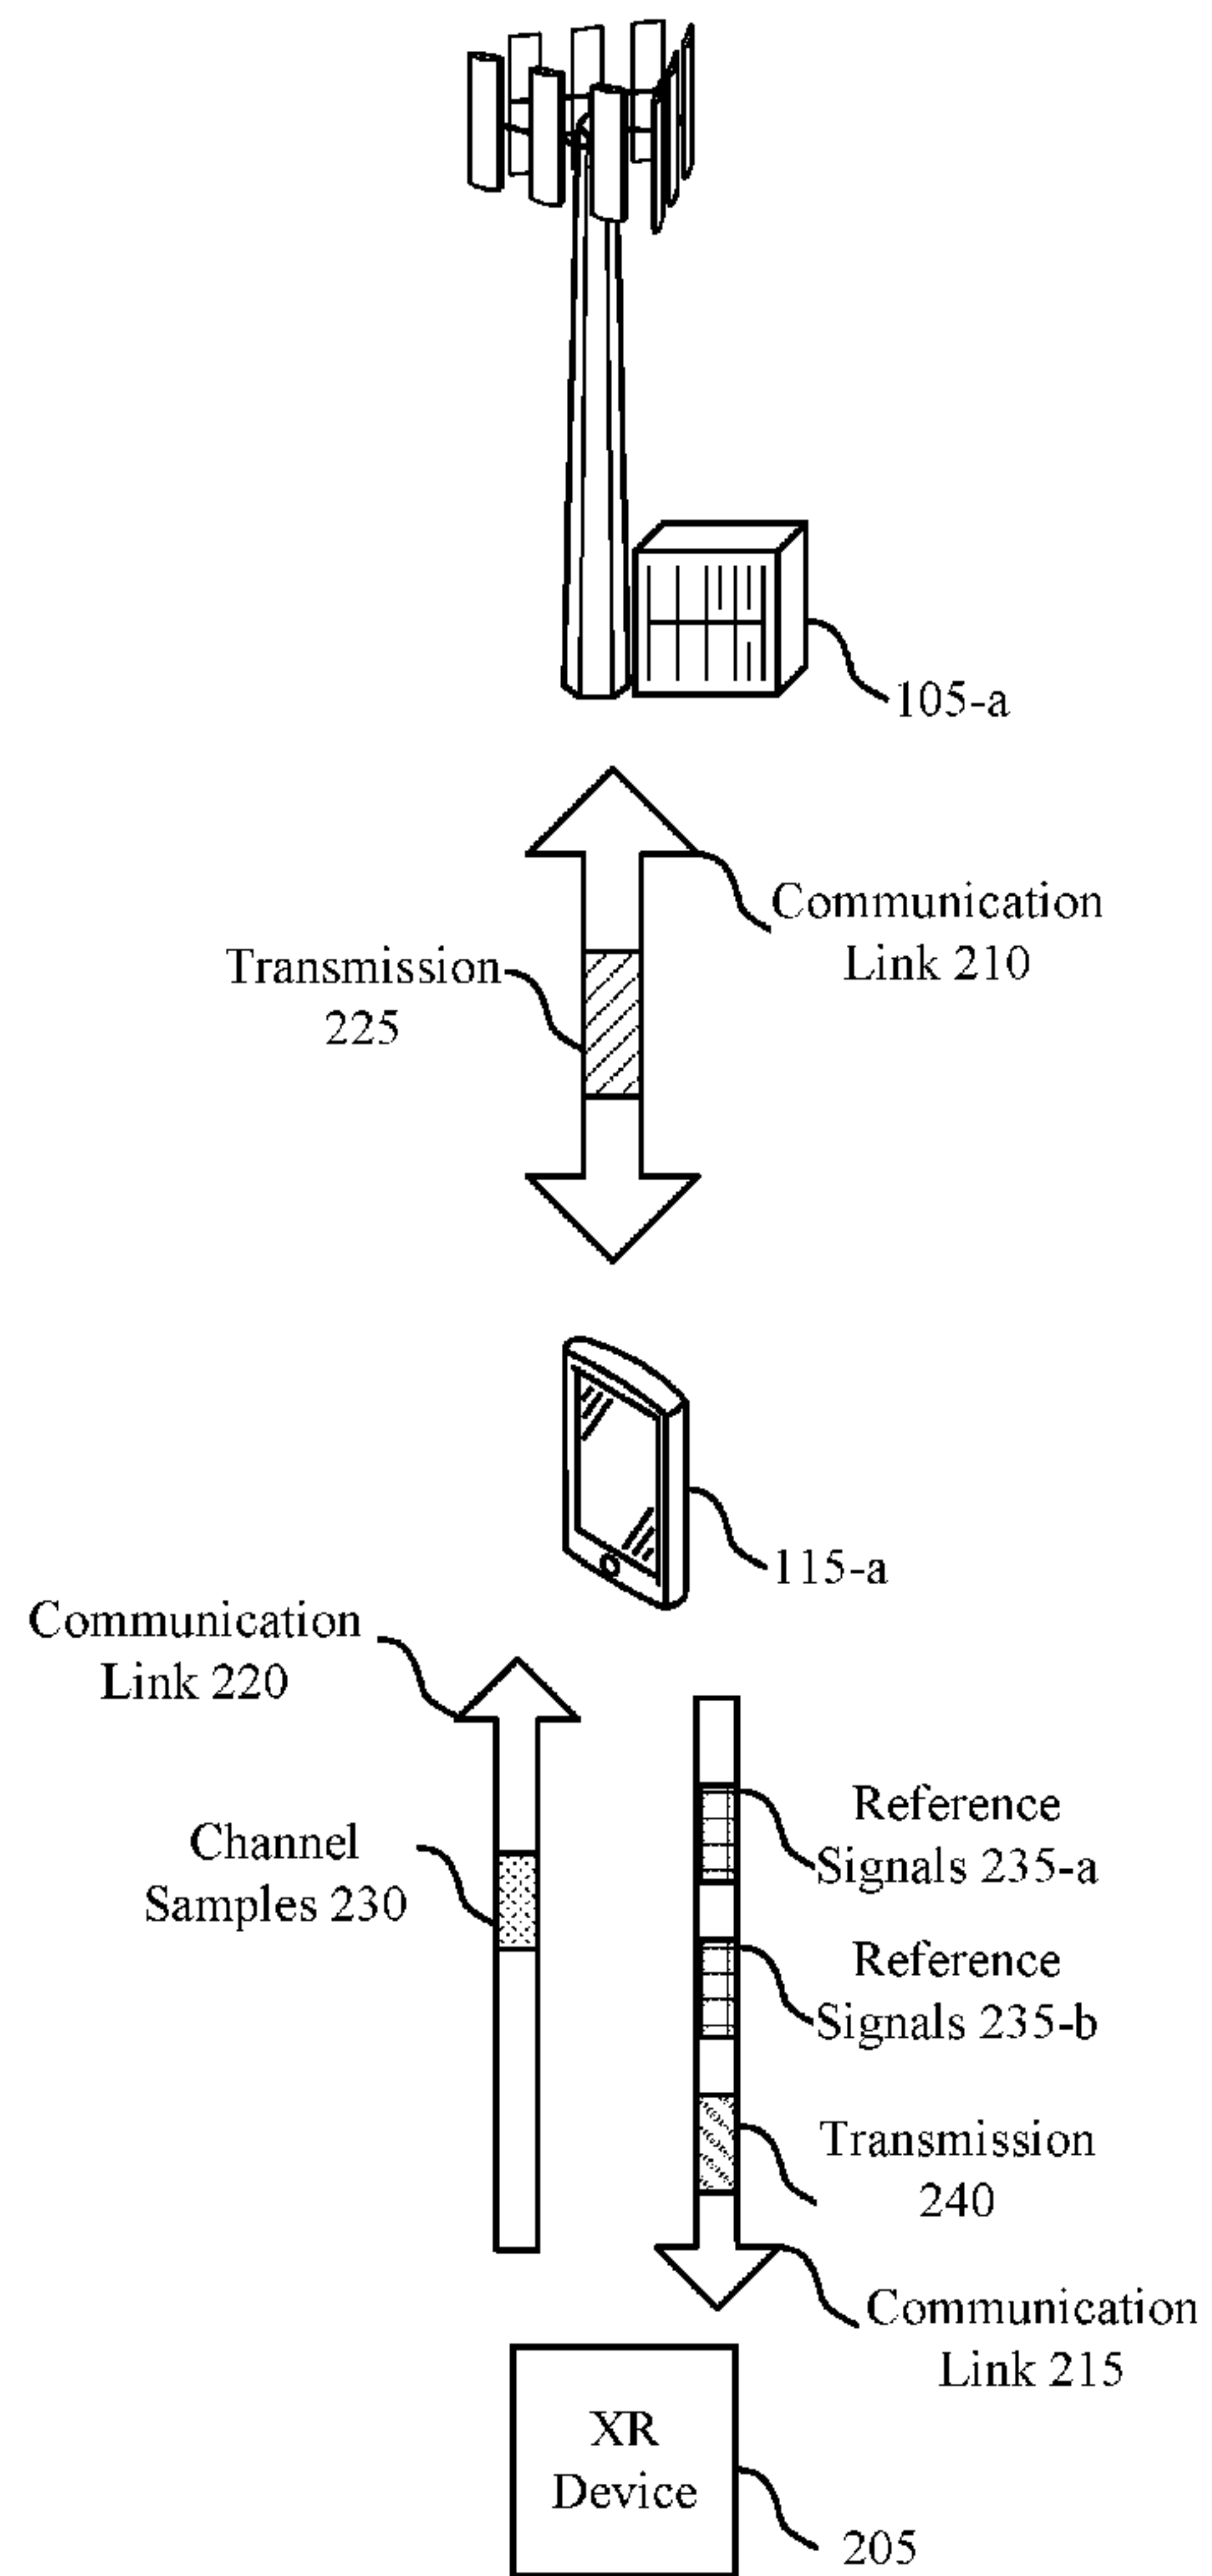 105-a
Communication
Link 210
Transmission
225
115-a
Communication
Link 220
Channel
Samples 230
Reference
Signals 235-a
Reference
Signals 235-b
Transmission
240
Communication
Link 215
XR
Device
205